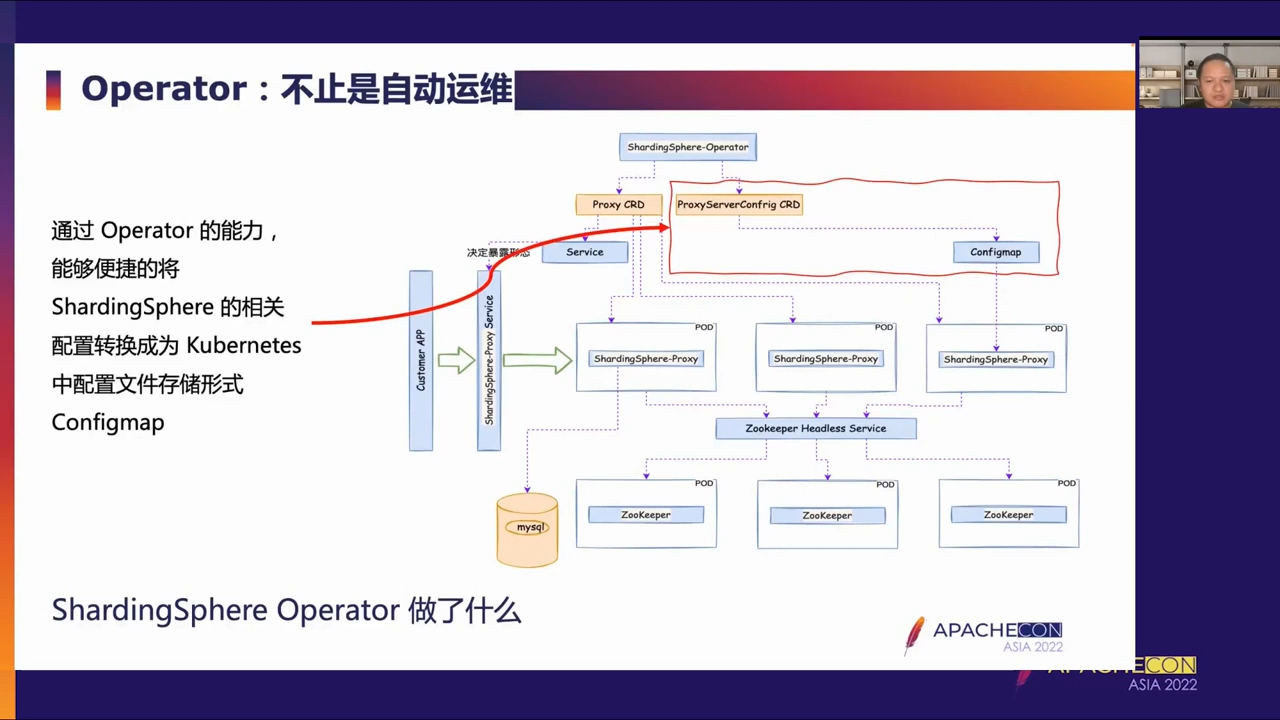 Operator：不止是自动运维
ShardingSphere-Operator
Proxy CRD
ProxyServerConfrig CRD
通过 Operator 的能力，
能够便捷的将
ShardingSphere 的相关
配置转换成为 Kubernetes
中配置文件存储形式
Configmap
决定暴露形态
Service
Configmap
Customer APP
ShardingSphere-Proxy Service
POD
ShardingSphere-Proxy
POD
ShardingSphere-Proxy
POD
ShardingSphere-Proxy
Zookeeper Headless Service
mysql
POD
ZooKeeper
POD
ZooKeeper
POD
ZooKeeper
ShardingSphere Operator 做了什么
APACHECON
ASIA 2022
APACHECON
ASIA 2022